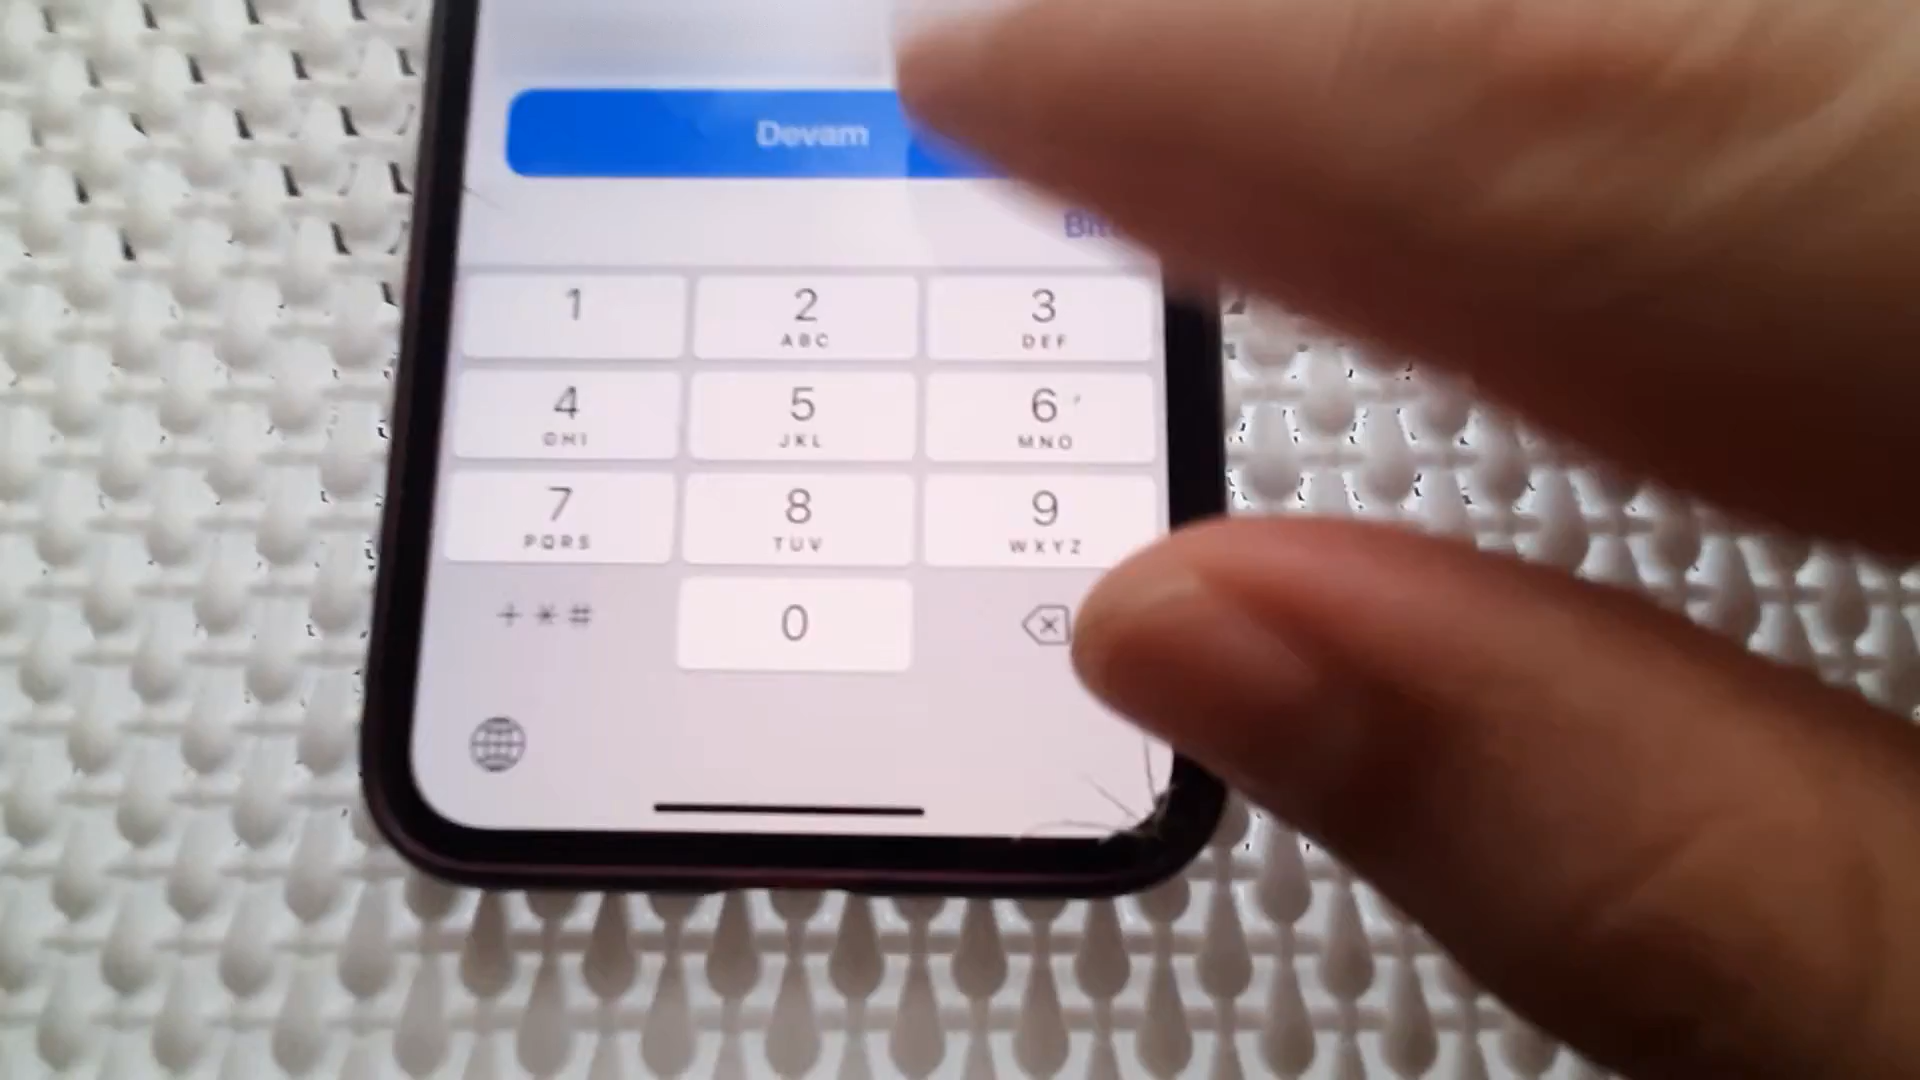 Devam
1 2 3
ABC DEF
4 5 6
GHI JKL MNO
7 8 9
PQRS TUV WXYZ
+*# 0